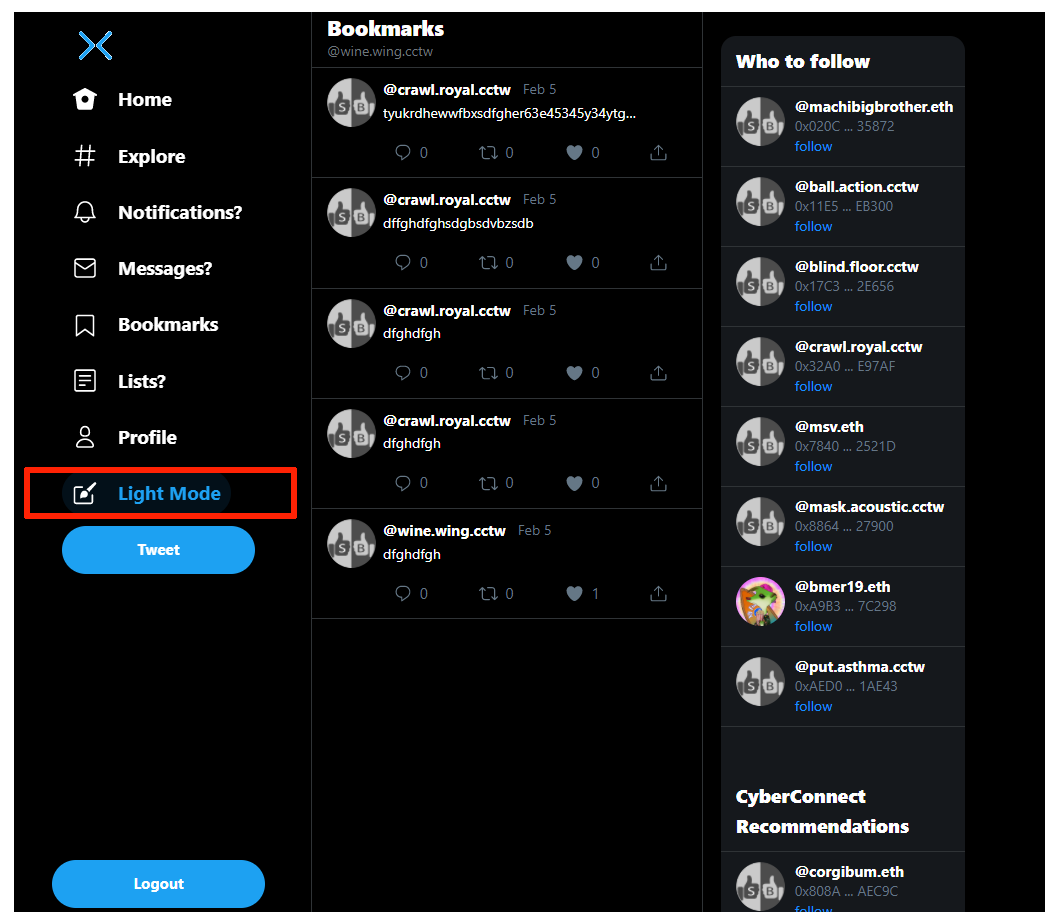 Home
Explore
Notifications?
Messages?
Bookmarks
Lists?
Profile
Light Mode
Tweet
Logout
Bookmarks
@wine.wing.cctw
@crawl.royal.cctw Feb 5
tyukrdhewwfbxsdfgher63e45345y34ytg...
0 0 0
@crawl.royal.cctw Feb 5
dffghdfghsdgbsdvbzsdb
0 0 0
@crawl.royal.cctw Feb 5
dfghdfgh
0 0 0
@crawl.royal.cctw Feb 5
dfghdfgh
0 0 0
@wine.wing.cctw Feb 5
dfghdfgh
0 0 1
Who to follow
@machibigbrother.eth
0x020C ... 35872
follow
@ball.action.cctw
0x11E5 ... EB300
follow
@blind.floor.cctw
0x17C3 ... 2E656
follow
@crawl.royal.cctw
0x32A0 ... E97AF
follow
@msv.eth
0x7840 ... 2521D
follow
@mask.acoustic.cctw
0x8864 ... 27900
follow
@bmer19.eth
0xA9B3 ... 7C298
follow
@put.asthma.cctw
0xAED0 ... 1AE43
follow
CyberConnect
Recommendations
@corgibum.eth
0x808A ... AEC9C
follow